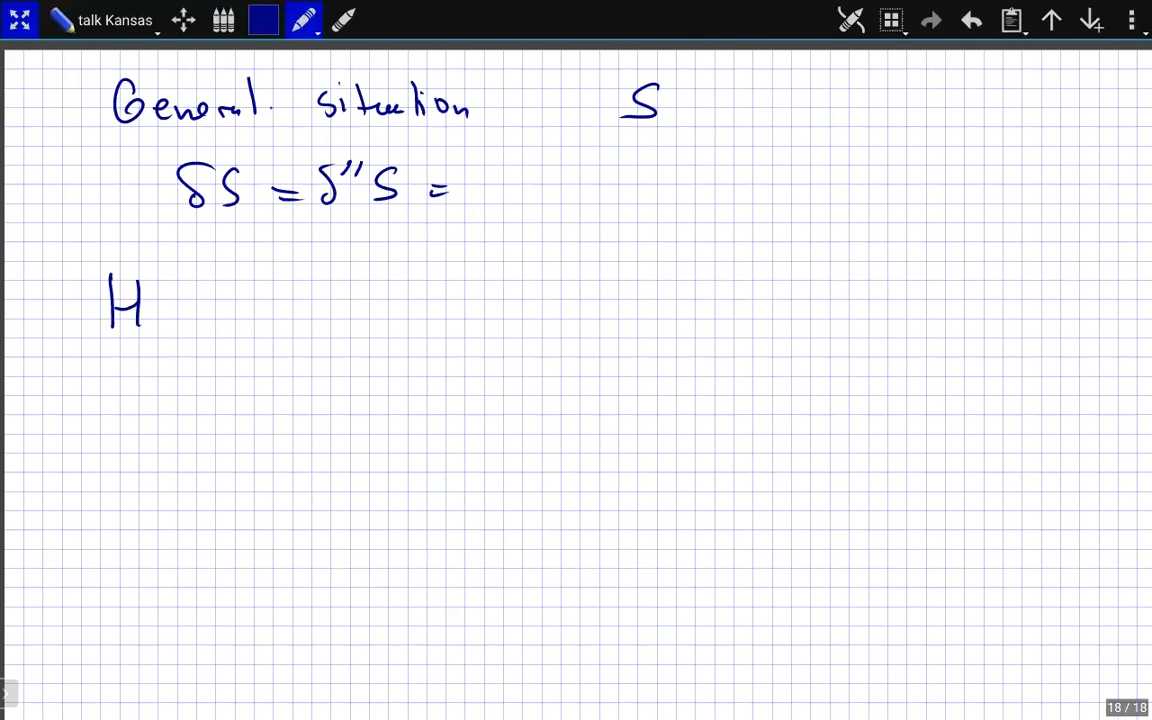 talk Kansas
General situation S
δS = δ'' S =
H
18 / 18